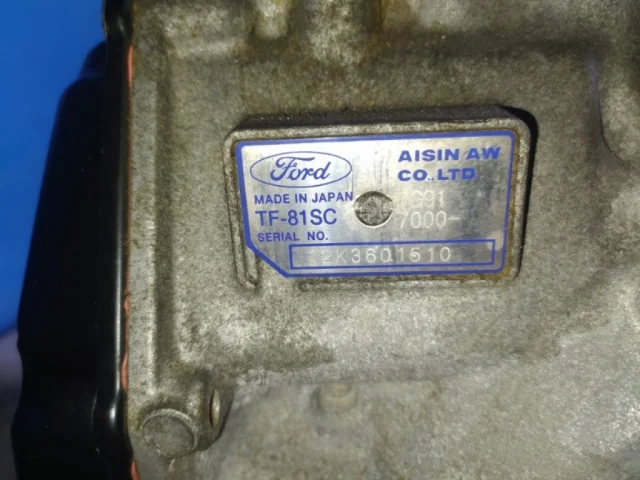 Ford
AISIN AW
CO.,LTD
MADE IN JAPAN
TF-81SC
7000-
SERIAL NO.
2K3601510